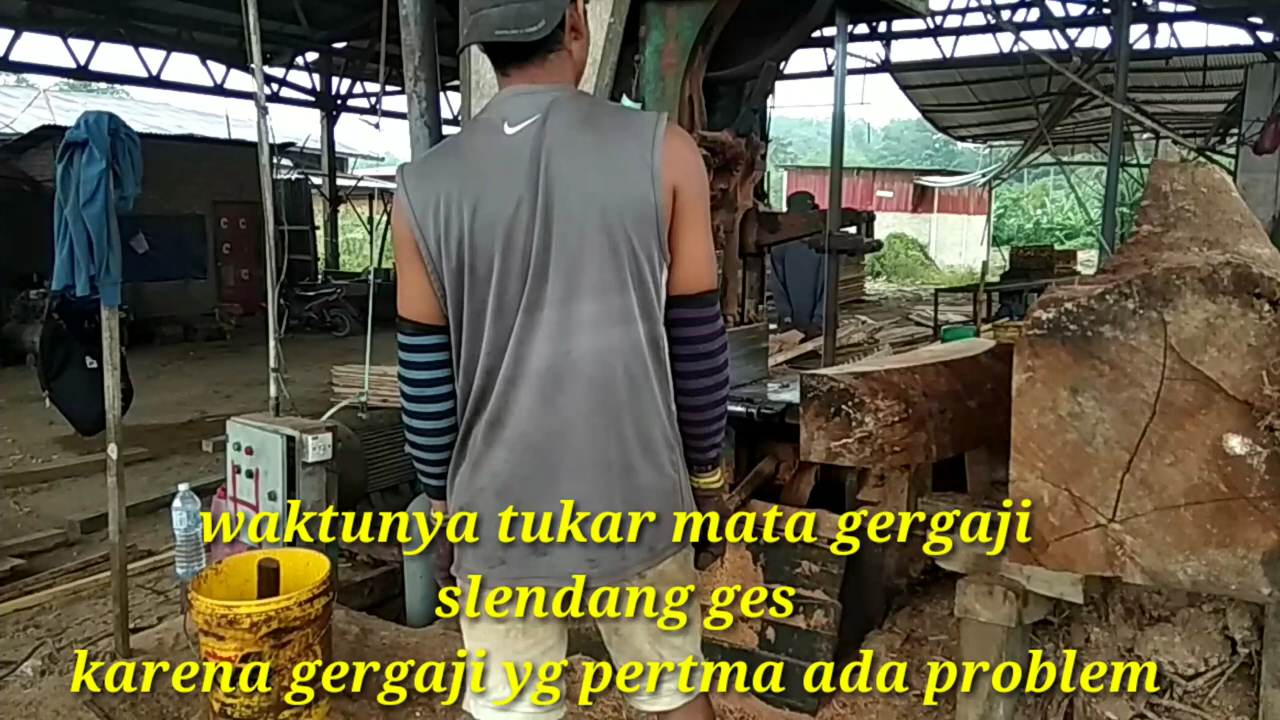 waktunya tukar mata gergaji
slendang ges
karena gergaji yg pertma ada problem